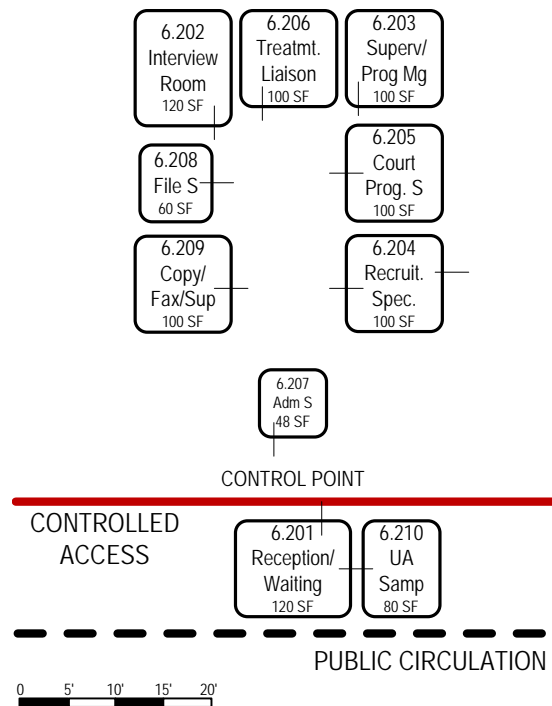 6.202
Interview
Room
120 SF
6.206
Treatmt.
Liaison
100 SF
6.203
Superv/
Prog Mg
100 SF
6.208
File S
60 SF
6.205
Court
Prog. S
100 SF
6.209
Copy/
Fax/Sup
100 SF
6.204
Recruit.
Spec.
100 SF
6.207
Adm S
48 SF
CONTROL POINT
CONTROLLED
ACCESS
6.201
Reception/
Waiting
120 SF
6.210
UA
Samp
80 SF
PUBLIC CIRCULATION
0 5' 10' 15' 20'